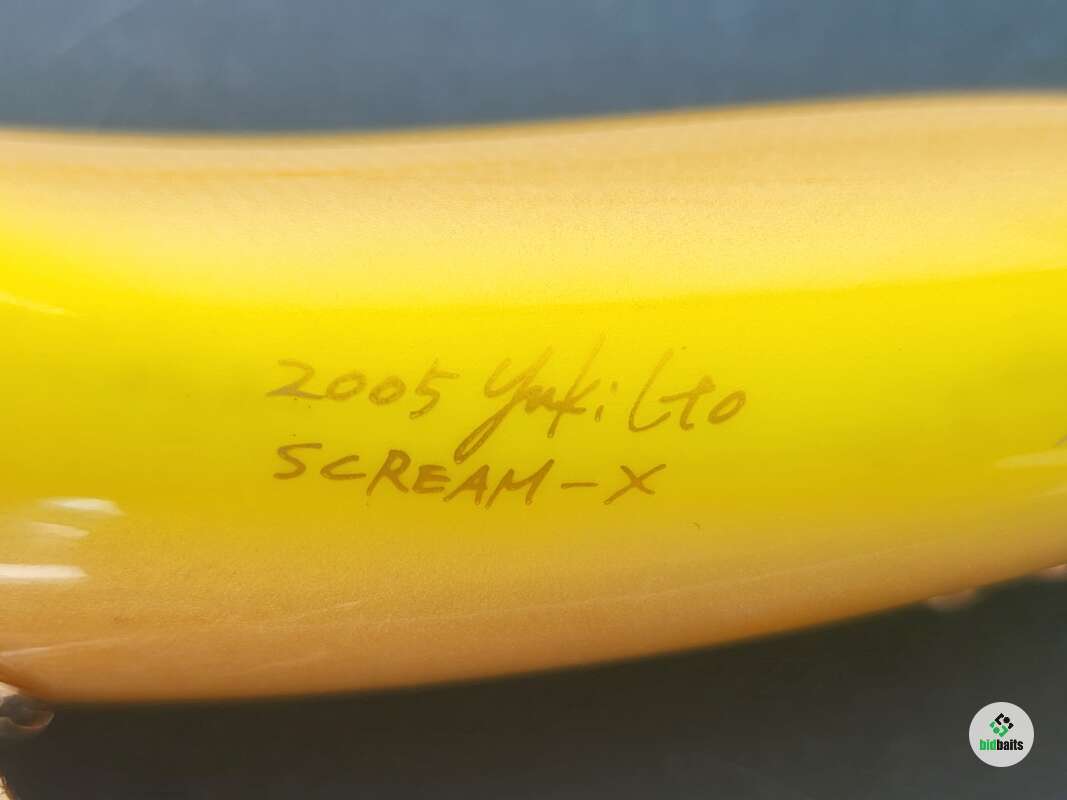 2005 Yuki Ito
SCREAM-X
bidbaits